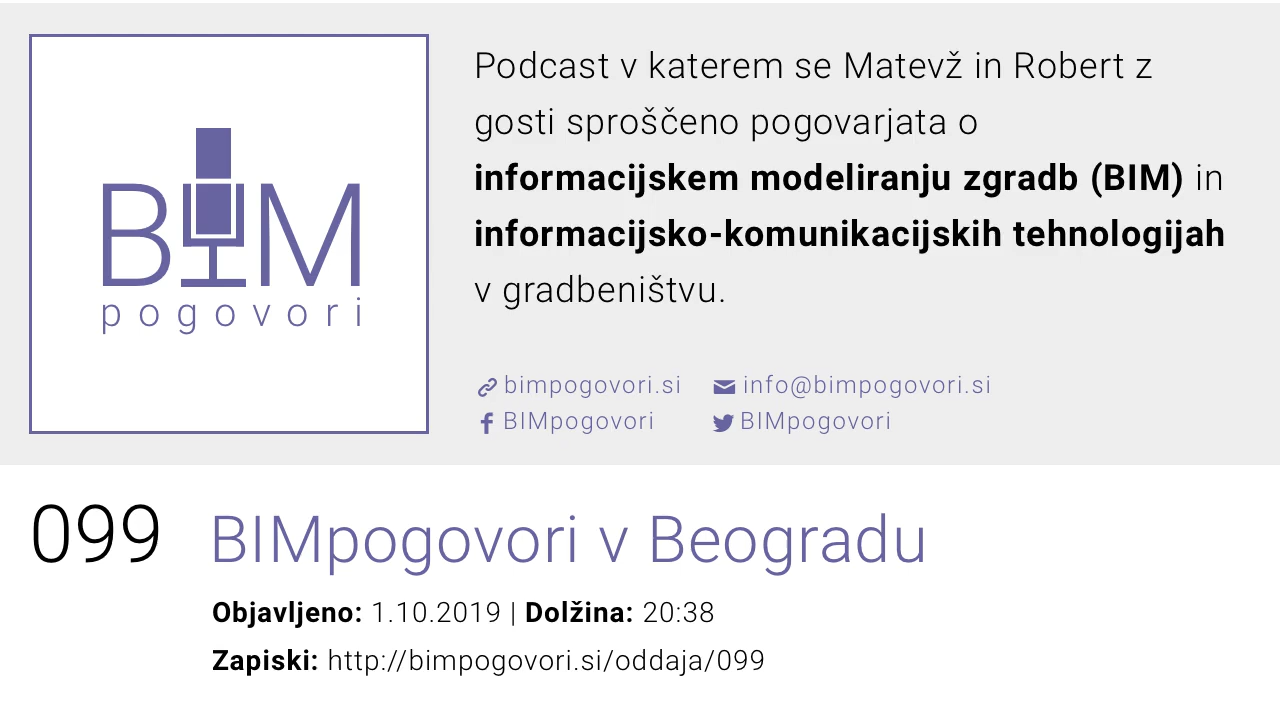 BIM
pogovori
Podcast v katerem se Matevž in Robert z
gosti sproščeno pogovarjata o
informacijskem modeliranju zgradb (BIM) in
informacijsko-komunikacijskih tehnologijah
v gradbeništvu.
bimpogovori.si info@bimpogovori.si
BIMpogovori BIMpogovori
099 BIMpogovori v Beogradu
Objavljeno: 1.10.2019 | Dolžina: 20:38
Zapiski: http://bimpogovori.si/oddaja/099